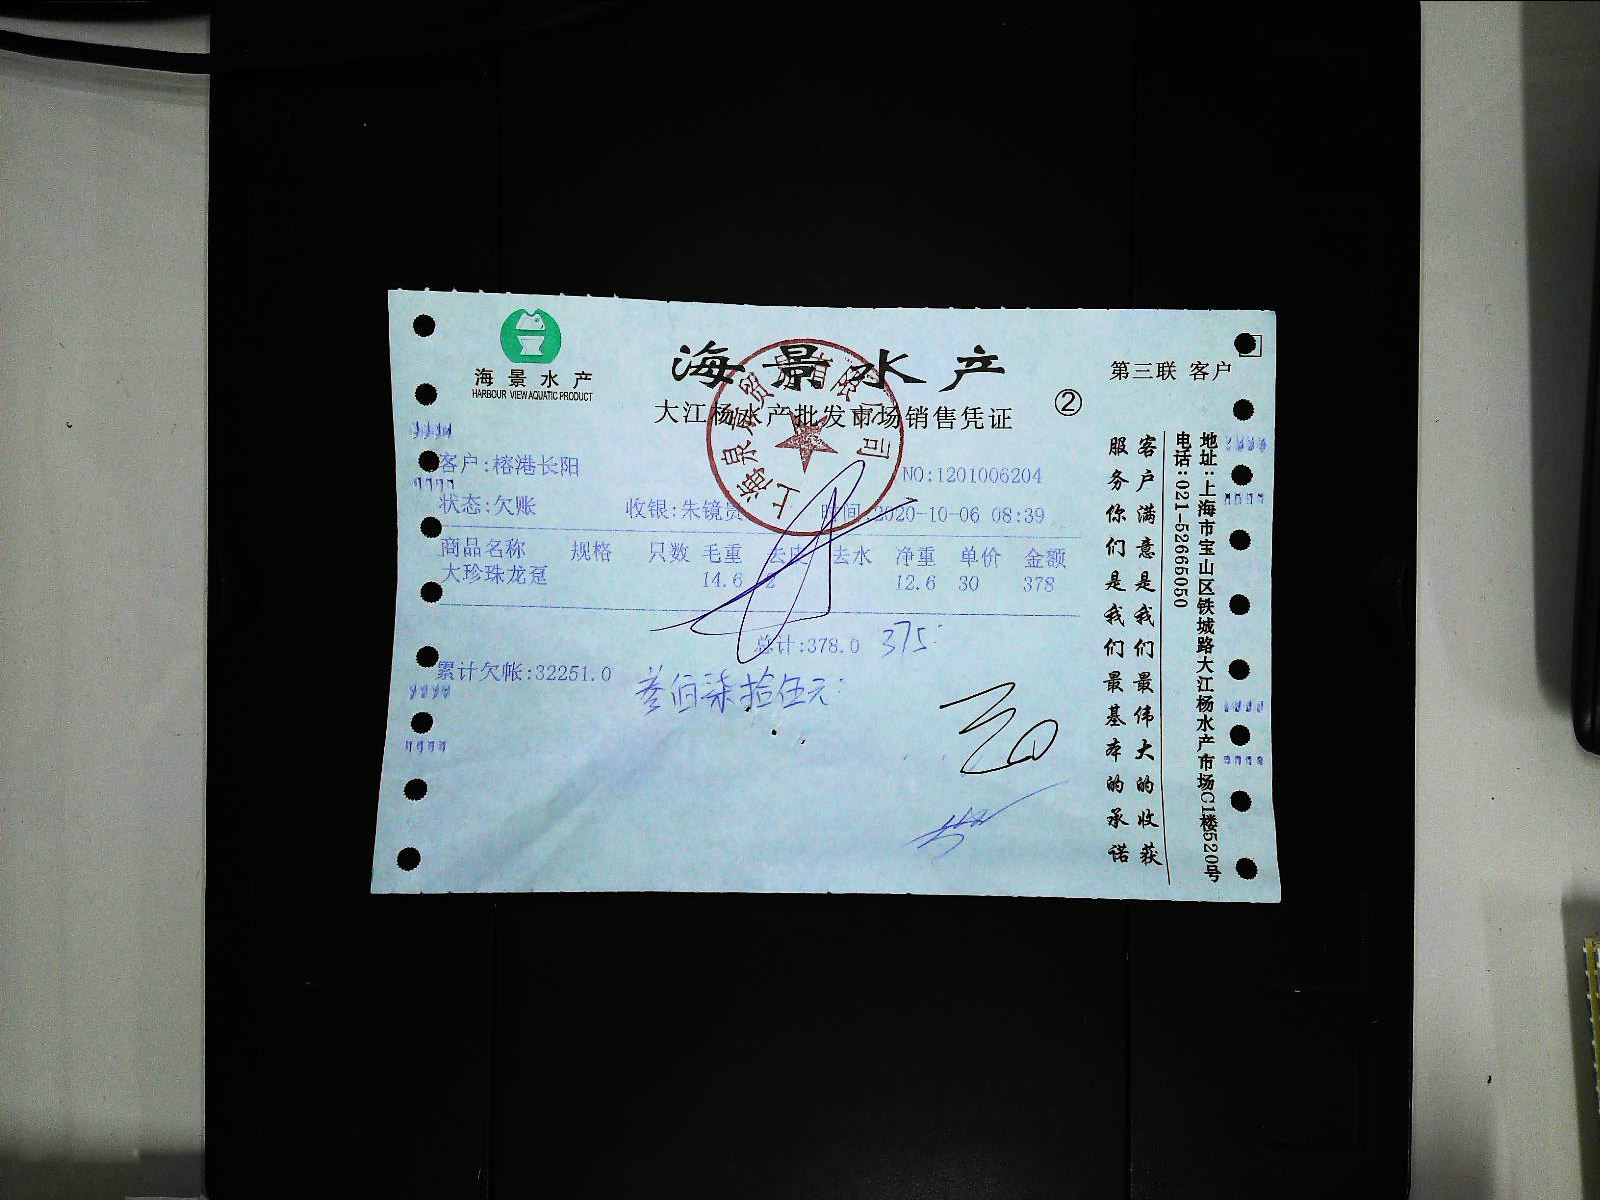 海景水产
HARBOUR VIEW AQUATIC PRODUCT
海景水产
大江杨水产批发市场销售凭证
②
第三联 客户
客户:榕港长阳
NO:1201006204
状态:欠账 收银:朱镜贵 时间:2020-10-06 08:39
商品名称 规格 只数 毛重 去皮 去水 净重 单价 金额
大珍珠龙趸 14.6 2 12.6 30 378
总计:378.0 375
累计欠帐:32251.0
叁佰柒拾伍元
客户满意是我们最伟大的收获
服务你们是我们最基本的承诺
地址:上海市宝山区铁城路大江杨水产市场C1楼520号
电话:021-52665050